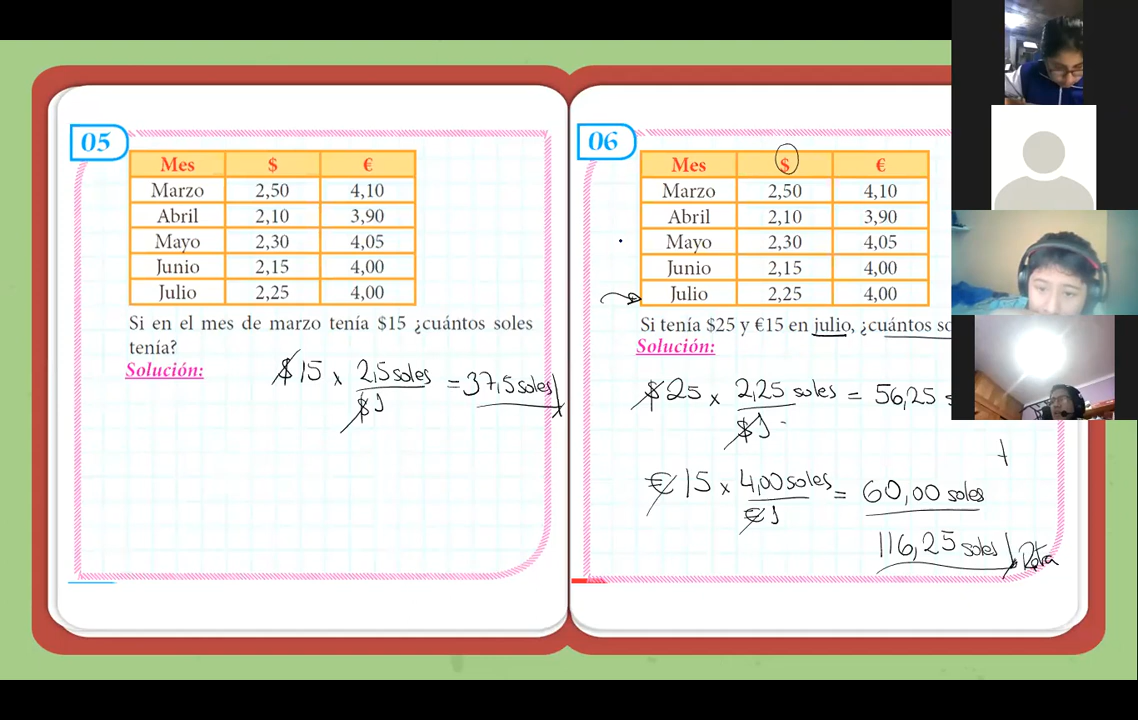 05
Mes $ €
Marzo 2,50 4,10
Abril 2,10 3,90
Mayo 2,30 4,05
Junio 2,15 4,00
Julio 2,25 4,00
Si en el mes de marzo tenía $15 ¿cuántos soles
tenía?
Solución:
$15 x 2,5 soles / $1 = 37,5 soles
06
Mes $ €
Marzo 2,50 4,10
Abril 2,10 3,90
Mayo 2,30 4,05
Junio 2,15 4,00
Julio 2,25 4,00
Si tenía $25 y €15 en julio, ¿cuántos
Solución:
$25 x 2,25 soles / $1 = 56,25
+
€15 x 4,00 soles / €1 = 60,00 soles
116,25 soles